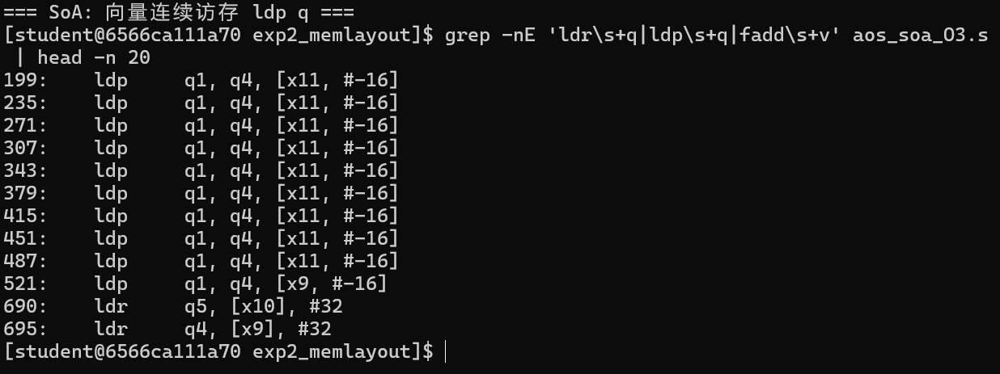 === SoA: 向量连续访存 ldp q ===
[student@6566ca111a70 exp2_memlayout]$ grep -nE 'ldr\s+q|ldp\s+q|fadd\s+v' aos_soa_O3.s
 | head -n 20
199:    ldp     q1, q4, [x11, #-16]
235:    ldp     q1, q4, [x11, #-16]
271:    ldp     q1, q4, [x11, #-16]
307:    ldp     q1, q4, [x11, #-16]
343:    ldp     q1, q4, [x11, #-16]
379:    ldp     q1, q4, [x11, #-16]
415:    ldp     q1, q4, [x11, #-16]
451:    ldp     q1, q4, [x11, #-16]
487:    ldp     q1, q4, [x11, #-16]
521:    ldp     q1, q4, [x9, #-16]
690:    ldr     q5, [x10], #32
695:    ldr     q4, [x9], #32
[student@6566ca111a70 exp2_memlayout]$